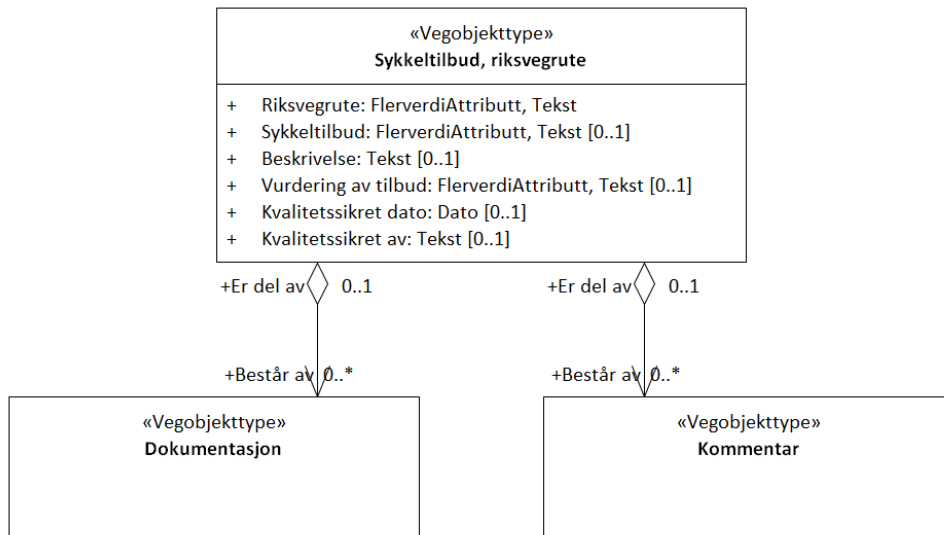 «Vegobjekttype»
Sykkeltilbud, riksvegrute
+ Riksvegrute: FlerverdiAttributt, Tekst
+ Sykkeltilbud: FlerverdiAttributt, Tekst [0..1]
+ Beskrivelse: Tekst [0..1]
+ Vurdering av tilbud: FlerverdiAttributt, Tekst [0..1]
+ Kvalitetssikret dato: Dato [0..1]
+ Kvalitetssikret av: Tekst [0..1]
+Er del av 0..1 +Er del av 0..1
+Består av 0..* +Består av 0..*
«Vegobjekttype» «Vegobjekttype»
Dokumentasjon Kommentar